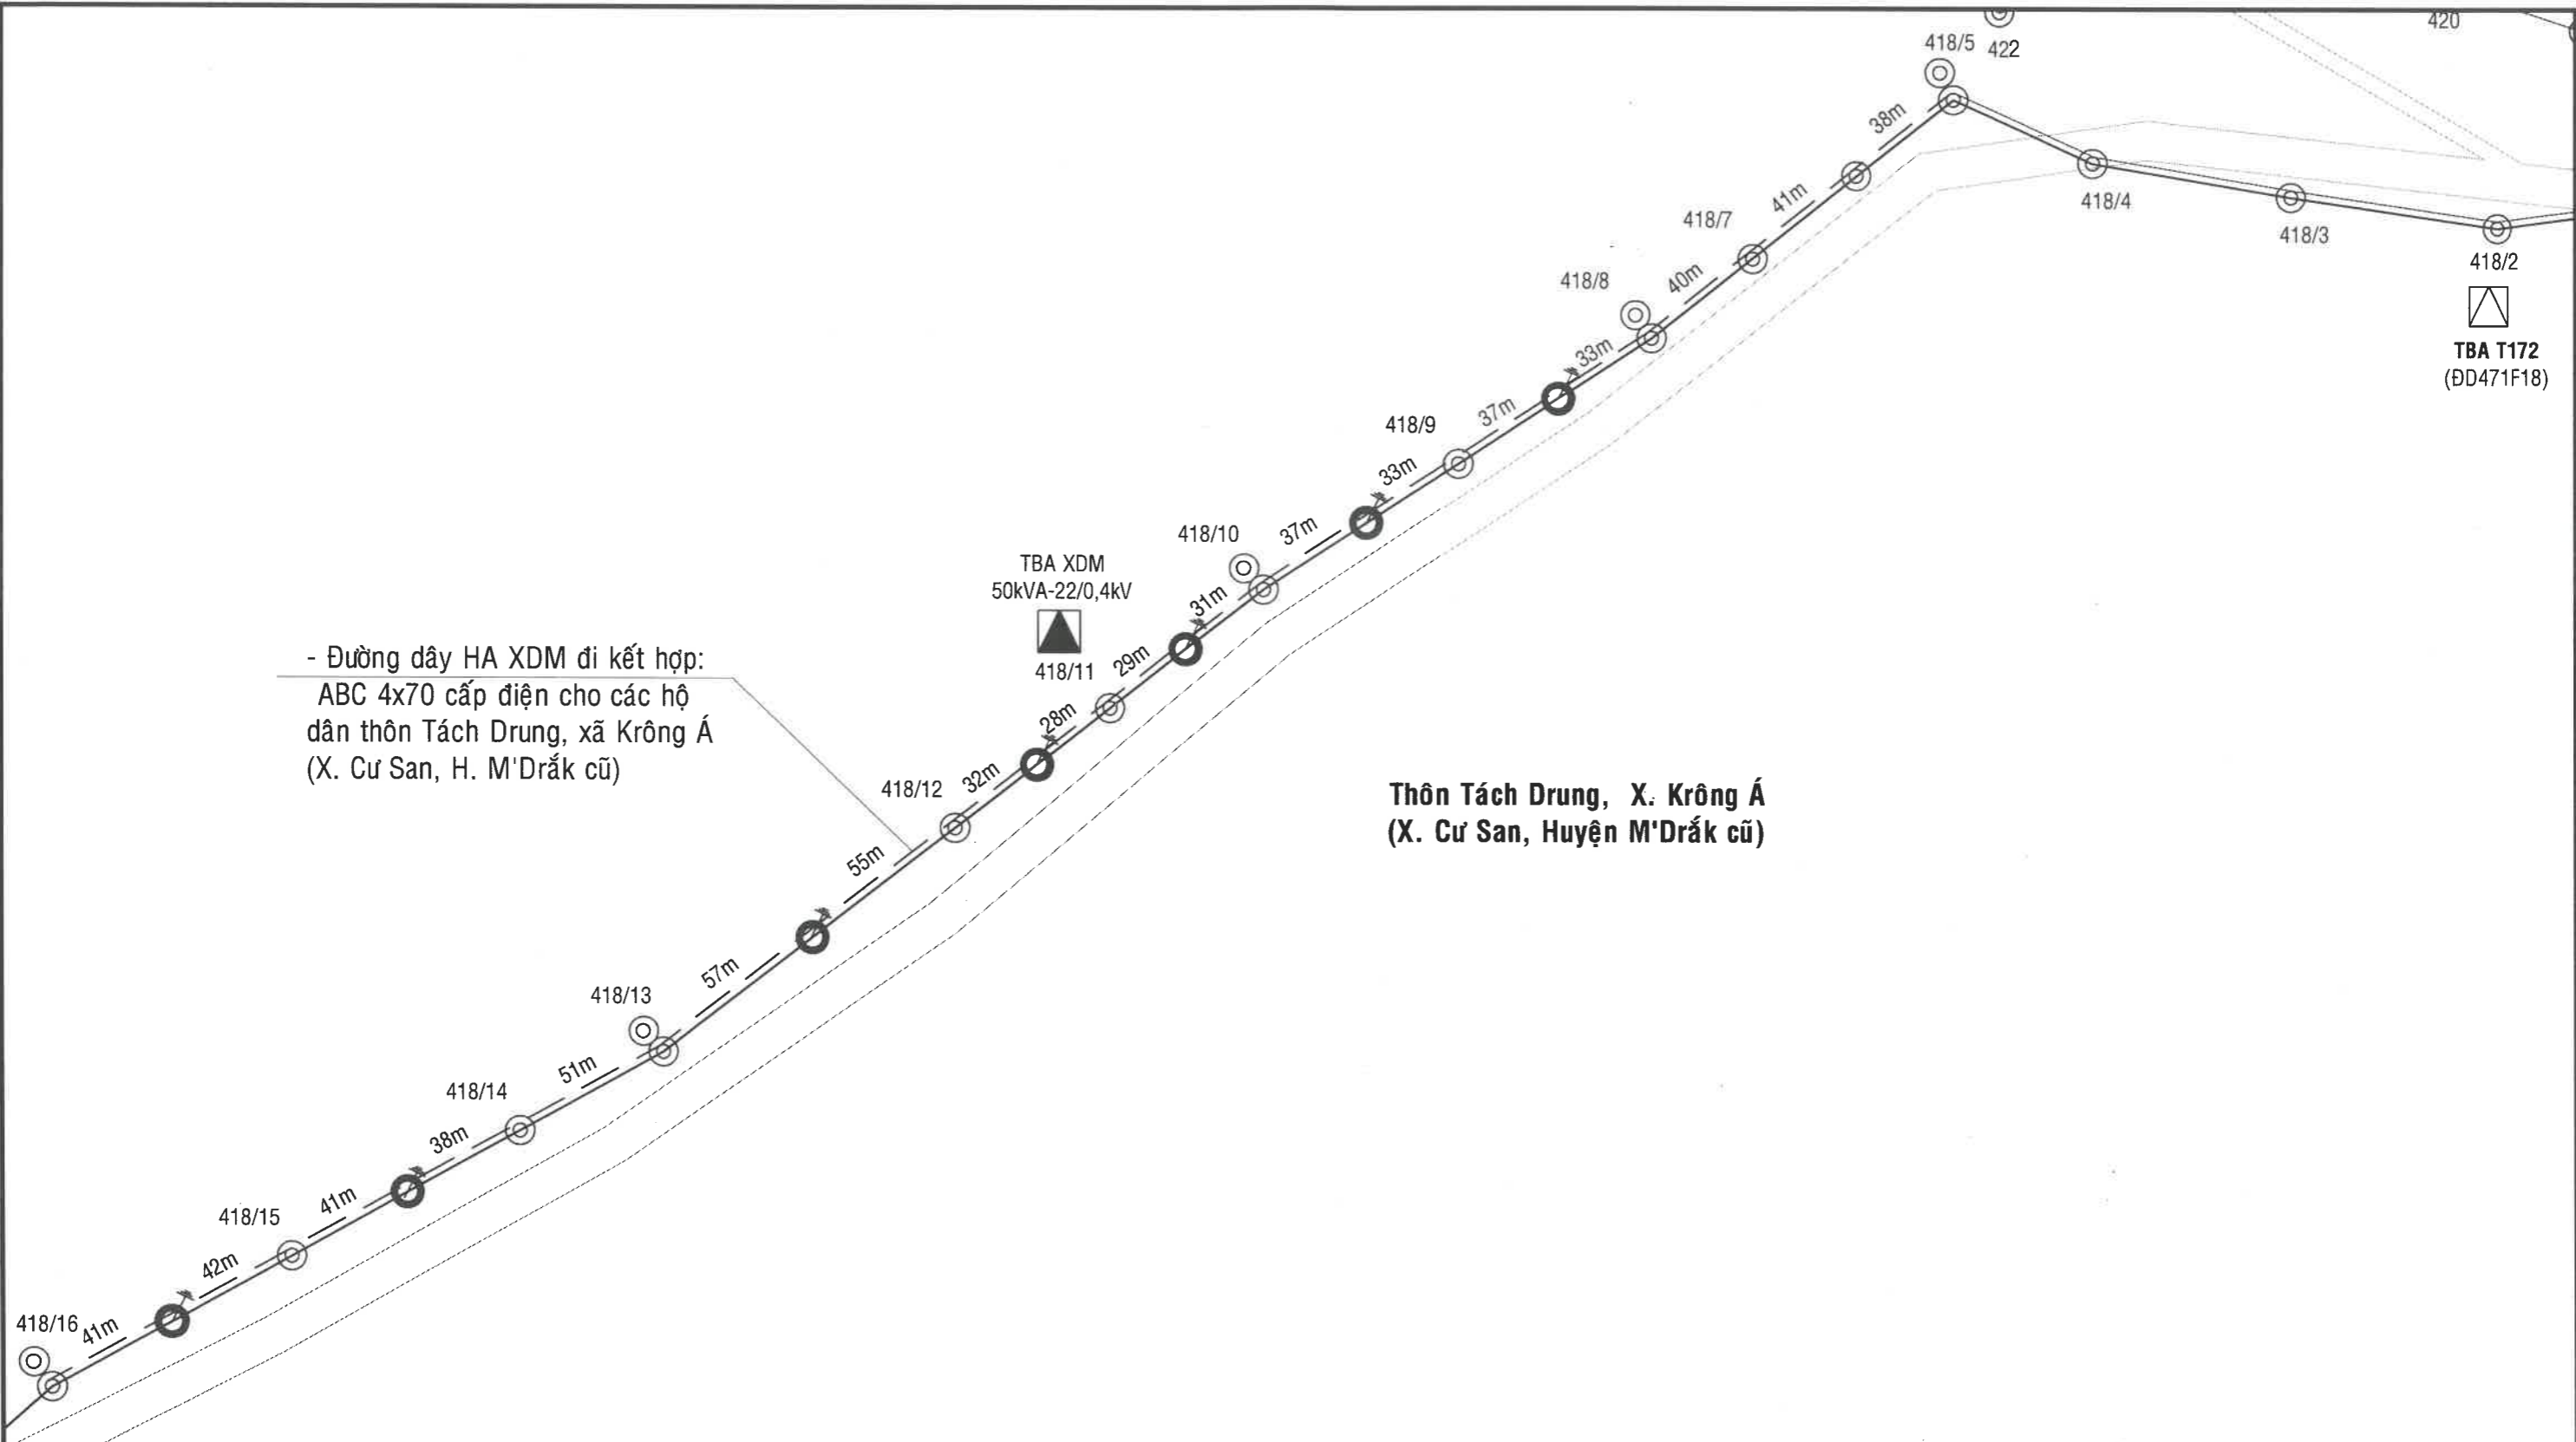 420
418/5
422
38m
41m
418/4
418/7
418/3
418/2
40m
418/8
TBA T172
(ĐD471F18)
33m
37m
418/9
33m
37m
418/10
TBA XDM
50kVA-22/0,4kV
31m
418/11
29m
- Đường dây HA XDM đi kết hợp:
ABC 4x70 cấp điện cho các hộ
dân thôn Tách Drung, xã Krông Á
(X. Cư San, H. M'Drắk cũ)
28m
32m
418/12
Thôn Tách Drung, X. Krông Á
(X. Cư San, Huyện M'Drắk cũ)
55m
57m
418/13
51m
418/14
38m
41m
418/15
42m
418/16
41m